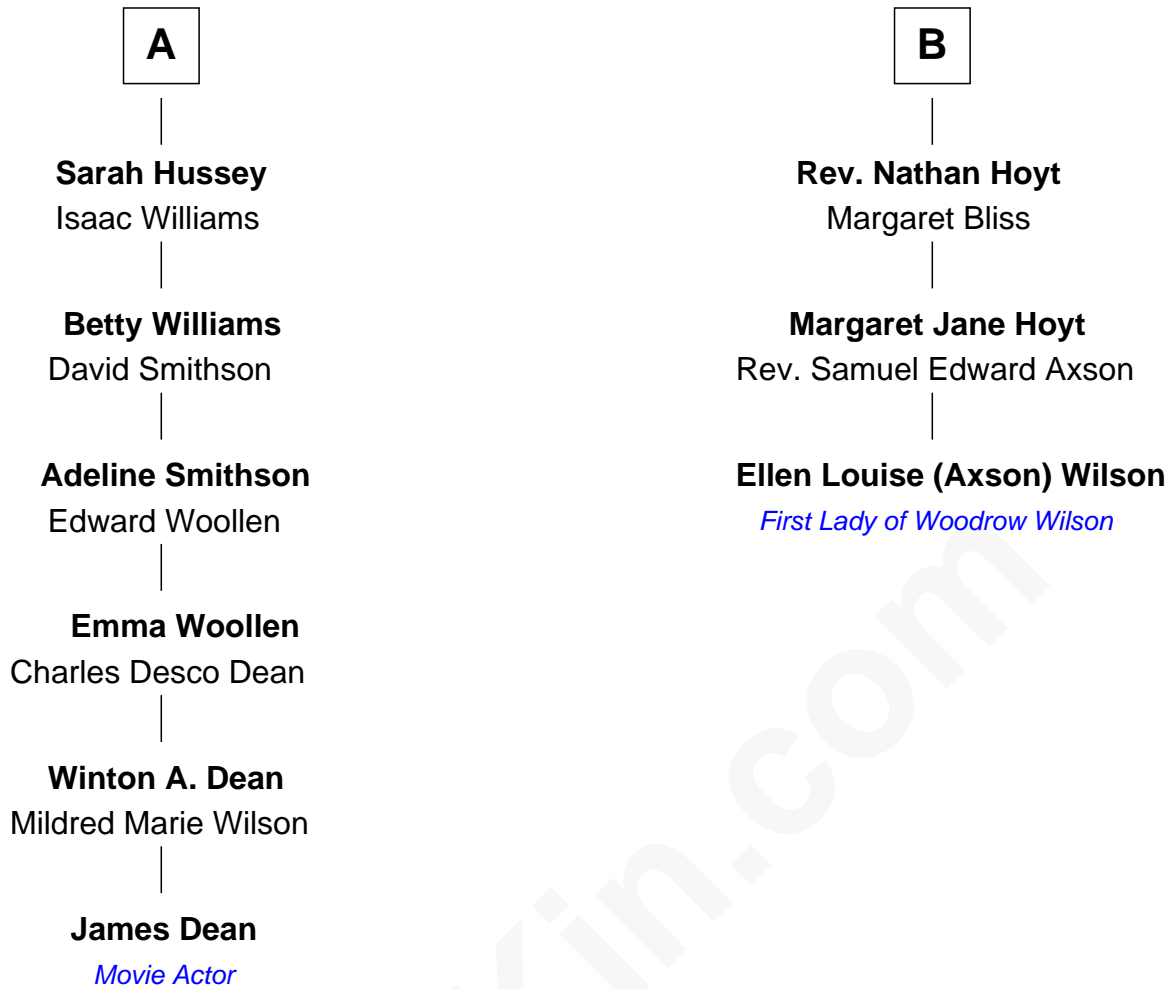 A
Sarah Hussey
Isaac Williams
Betty Williams
David Smithson
Adeline Smithson
Edward Woollen
Emma Woollen
Charles Desco Dean
Winton A. Dean
Mildred Marie Wilson
James Dean
Movie Actor
B
Rev. Nathan Hoyt
Margaret Bliss
Margaret Jane Hoyt
Rev. Samuel Edward Axson
Ellen Louise (Axson) Wilson
First Lady of Woodrow Wilson
Kin.com